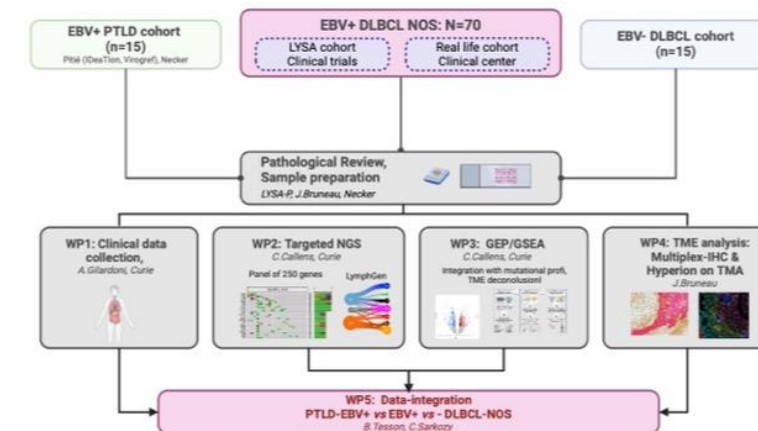 EBV+ PTLD cohort
(n=15)
Pitié (IDeaTIon, Virogref), Necker
EBV+ DLBCL NOS: N=70
LYSA cohort
Clinical trials
Real life cohort
Clinical center
EBV- DLBCL cohort
(n=15)
Pathological Review,
Sample preparation
LYSA-P, J.Bruneau, Necker
WP1: Clinical data
collection,
A.Gilardoni, Curie
WP2: Targeted NGS
C.Callens, Curie
Panel of 250 genes
LymphGen
WP3: GEP/GSEA
C.Callens, Curie
Integration with mutational profi,
TME deconolusionl
WP4: TME analysis:
Multiplex-IHC &
Hyperion on TMA
J.Bruneau
WP5: Data-integration
PTLD-EBV+ vs EBV+ vs - DLBCL-NOS
B.Tesson, C.Sarkozy